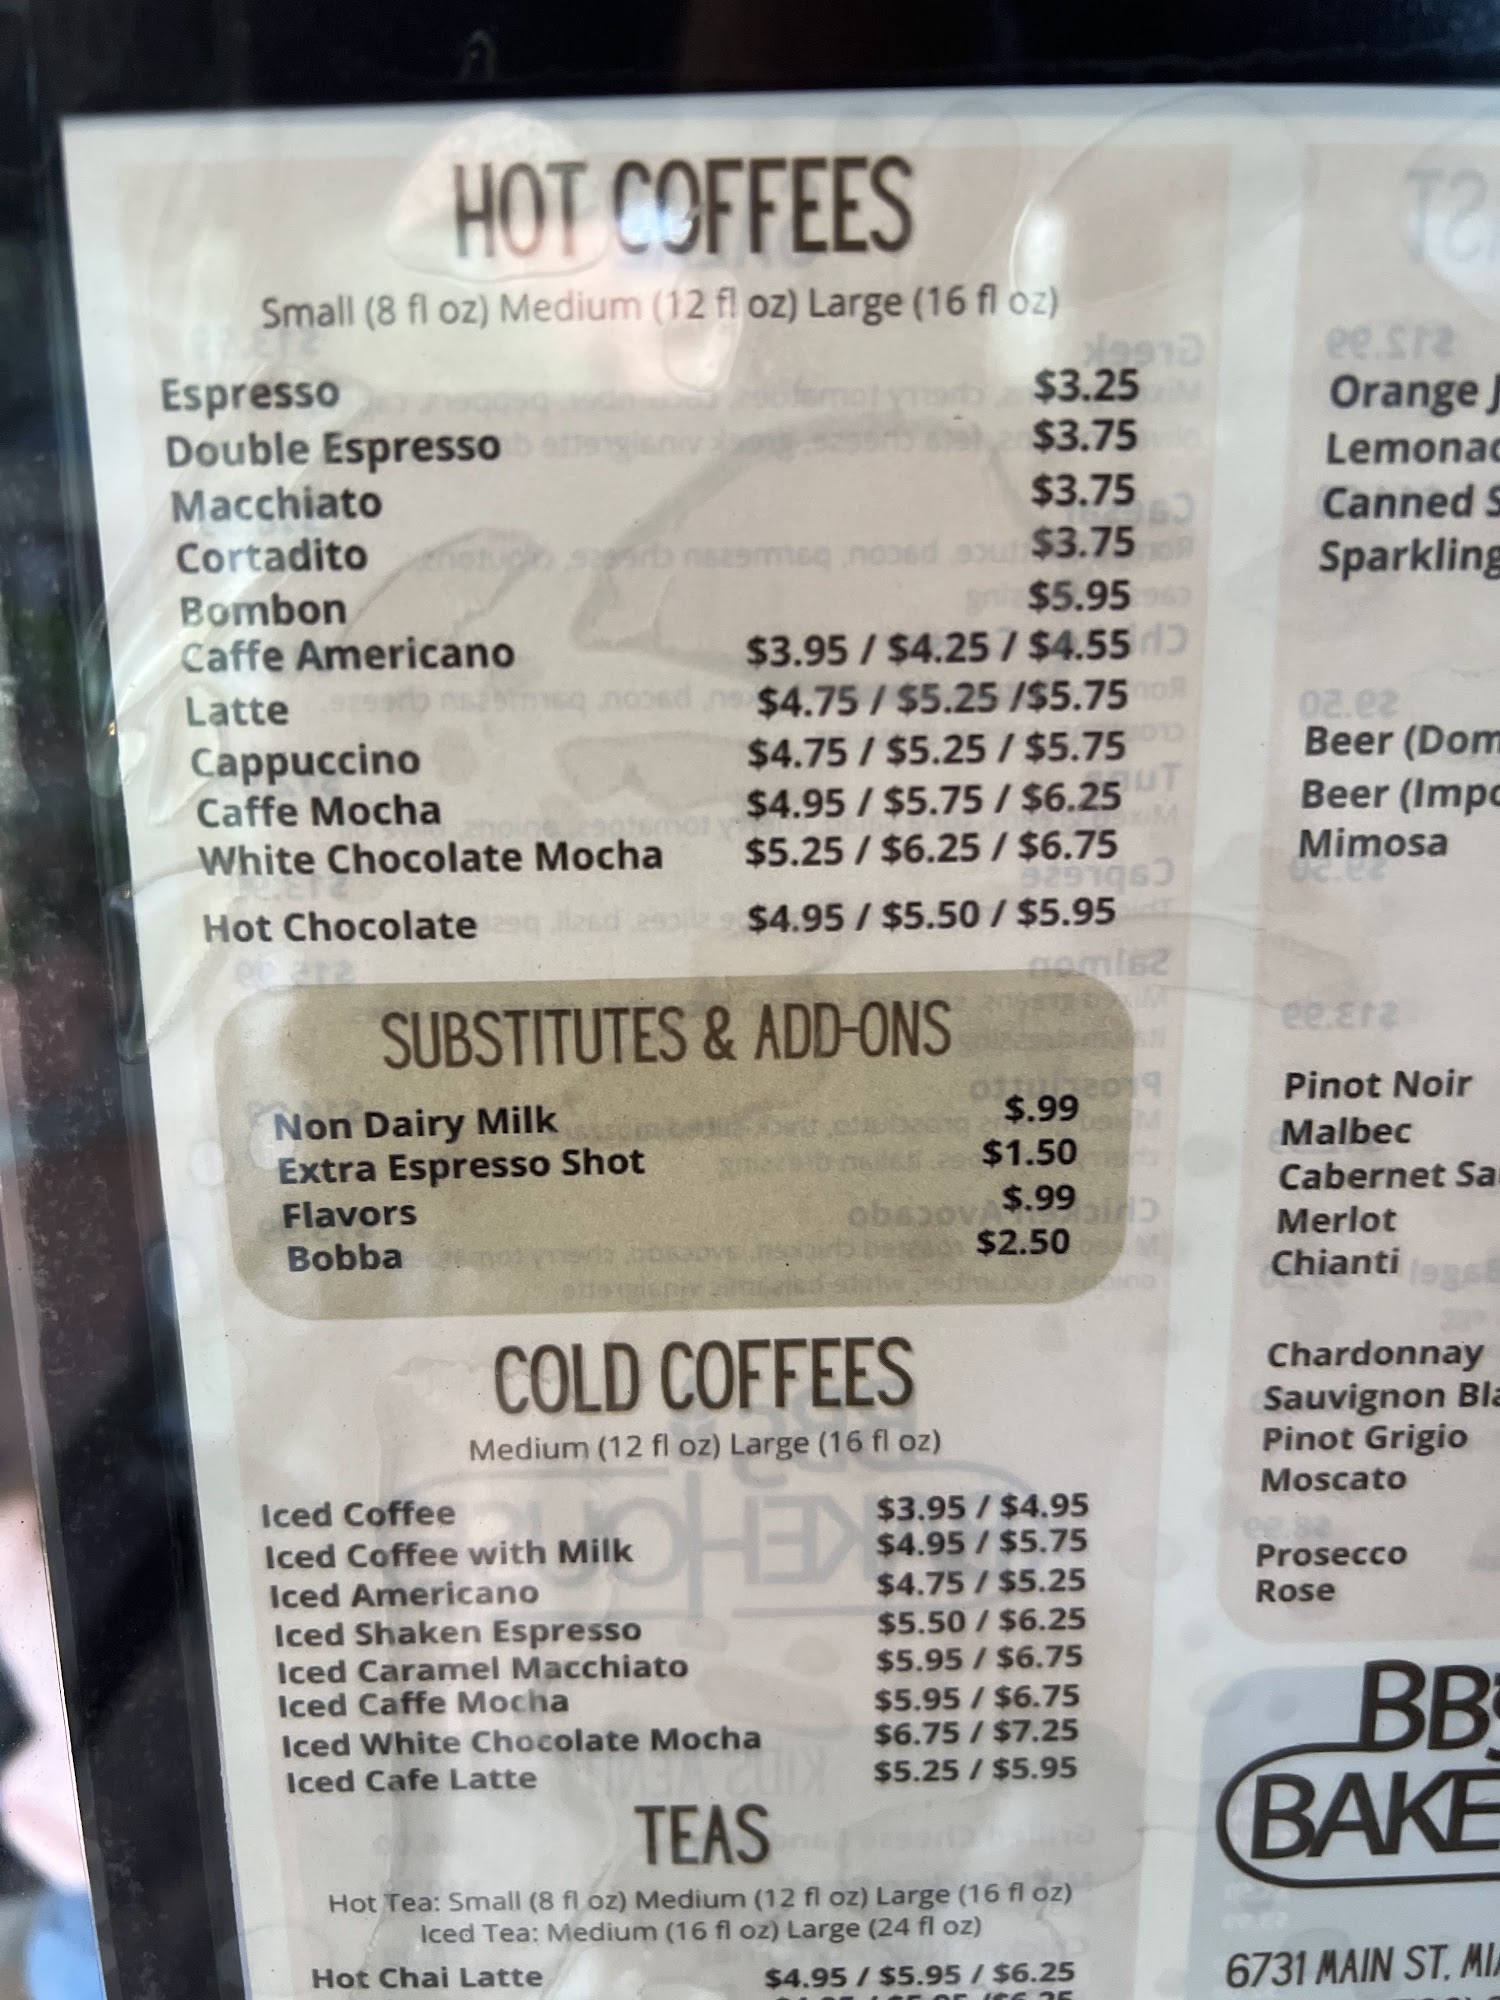 HOT COFFEES
Small (8 fl oz) Medium (12 fl oz) Large (16 fl oz)
Espresso $3.25
Double Espresso $3.75
Macchiato $3.75
Cortadito $3.75
Bombon $5.95
Caffe Americano $3.95 / $4.25 / $4.55
Latte $4.75 / $5.25 /$5.75
Cappuccino $4.75 / $5.25 / $5.75
Caffe Mocha $4.95 / $5.75 / $6.25
White Chocolate Mocha $5.25 / $6.25 / $6.75
Hot Chocolate $4.95 / $5.50 / $5.95
SUBSTITUTES & ADD-ONS
Non Dairy Milk $.99
Extra Espresso Shot $1.50
Flavors $.99
Bobba $2.50
COLD COFFEES
Medium (12 fl oz) Large (16 fl oz)
Iced Coffee $3.95 / $4.95
Iced Coffee with Milk $4.95 / $5.75
Iced Americano $4.75 / $5.25
Iced Shaken Espresso $5.50 / $6.25
Iced Caramel Macchiato $5.95 / $6.75
Iced Caffe Mocha $5.95 / $6.75
Iced White Chocolate Mocha $6.75 / $7.25
Iced Cafe Latte $5.25 / $5.95
TEAS
Hot Tea: Small (8 fl oz) Medium (12 fl oz) Large (16 fl oz)
Iced Tea: Medium (16 fl oz) Large (24 fl oz)
Hot Chai Latte $4.95 / $5.95 / $6.25
Orange
Canned
Sparkling
Beer (Dom
Beer (Impo
Mimosa
Pinot Noir
Malbec
Cabernet
Merlot
Chianti
Chardonnay
Sauvignon
Pinot Grigio
Moscato
Prosecco
Rose
BB's
BAKE
6731 MAIN ST.